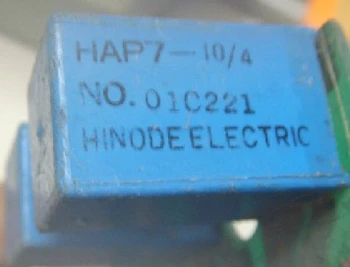 HAP7-10/4
NO. 01C221
HINODE ELECTRIC